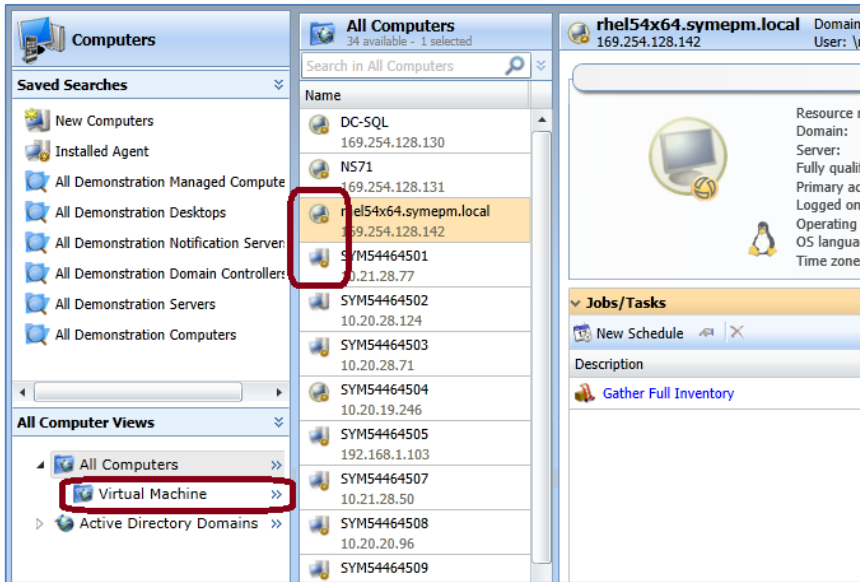 Computers
Saved Searches
New Computers
Installed Agent
All Demonstration Managed Compute
All Demonstration Desktops
All Demonstration Notification Server
All Demonstration Domain Controllers
All Demonstration Servers
All Demonstration Computers
All Computer Views
All Computers
Virtual Machine
Active Directory Domains
All Computers
34 available - 1 selected
Search in All Computers
Name
DC-SQL
169.254.128.130
NS71
169.254.128.131
rhel54x64.symepm.local
169.254.128.142
SYM54464501
10.21.28.77
SYM54464502
10.20.28.124
SYM54464503
10.20.28.71
SYM54464504
10.20.19.246
SYM54464505
192.168.1.103
SYM54464507
10.21.28.50
SYM54464508
10.20.20.96
SYM54464509
rhel54x64.symepm.local Domain
169.254.128.142 User: \
Resource
Domain:
Server:
Fully quali
Primary ac
Logged on
Operating
OS langua
Time zone
Jobs/Tasks
New Schedule
Description
Gather Full Inventory